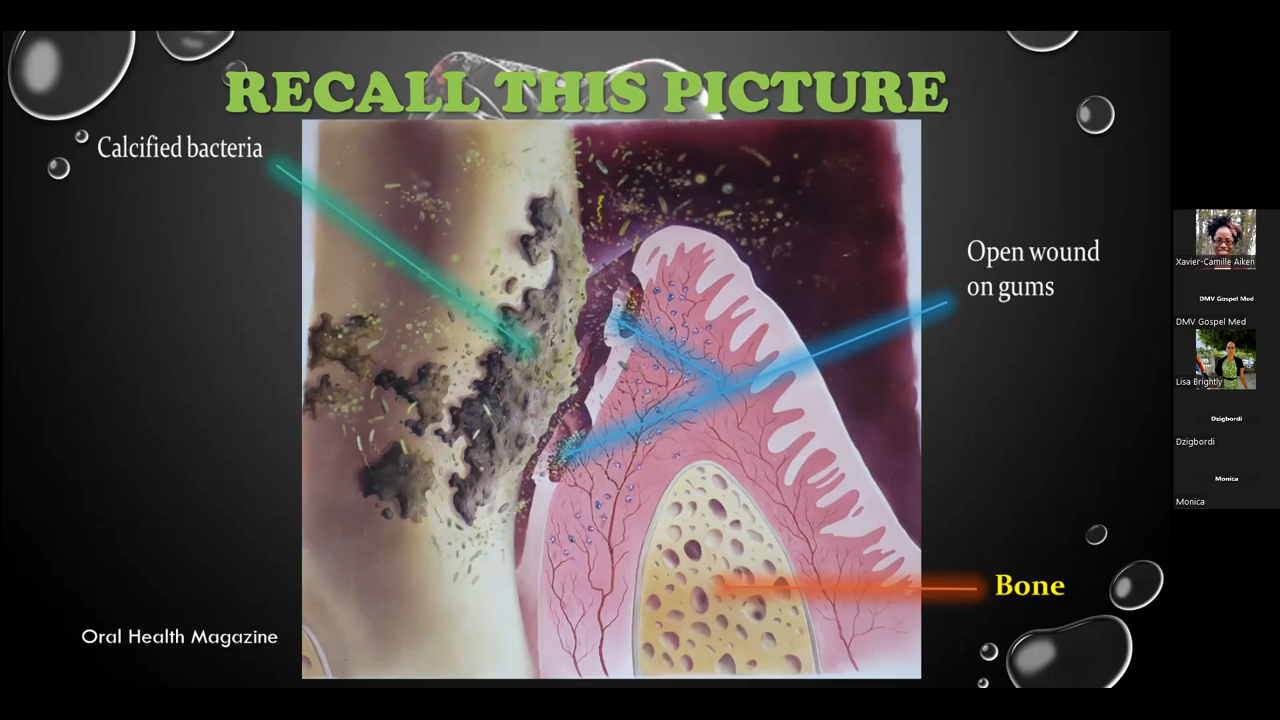 RECALL THIS PICTURE
Calcified bacteria
Open wound
on gums
Bone
Oral Health Magazine
Xavier-Camille Aiken
DMV Gospel Med
DMV Gospel Med
Lisa Brightly
Dzigbordi
Dzigbordi
Monica
Monica